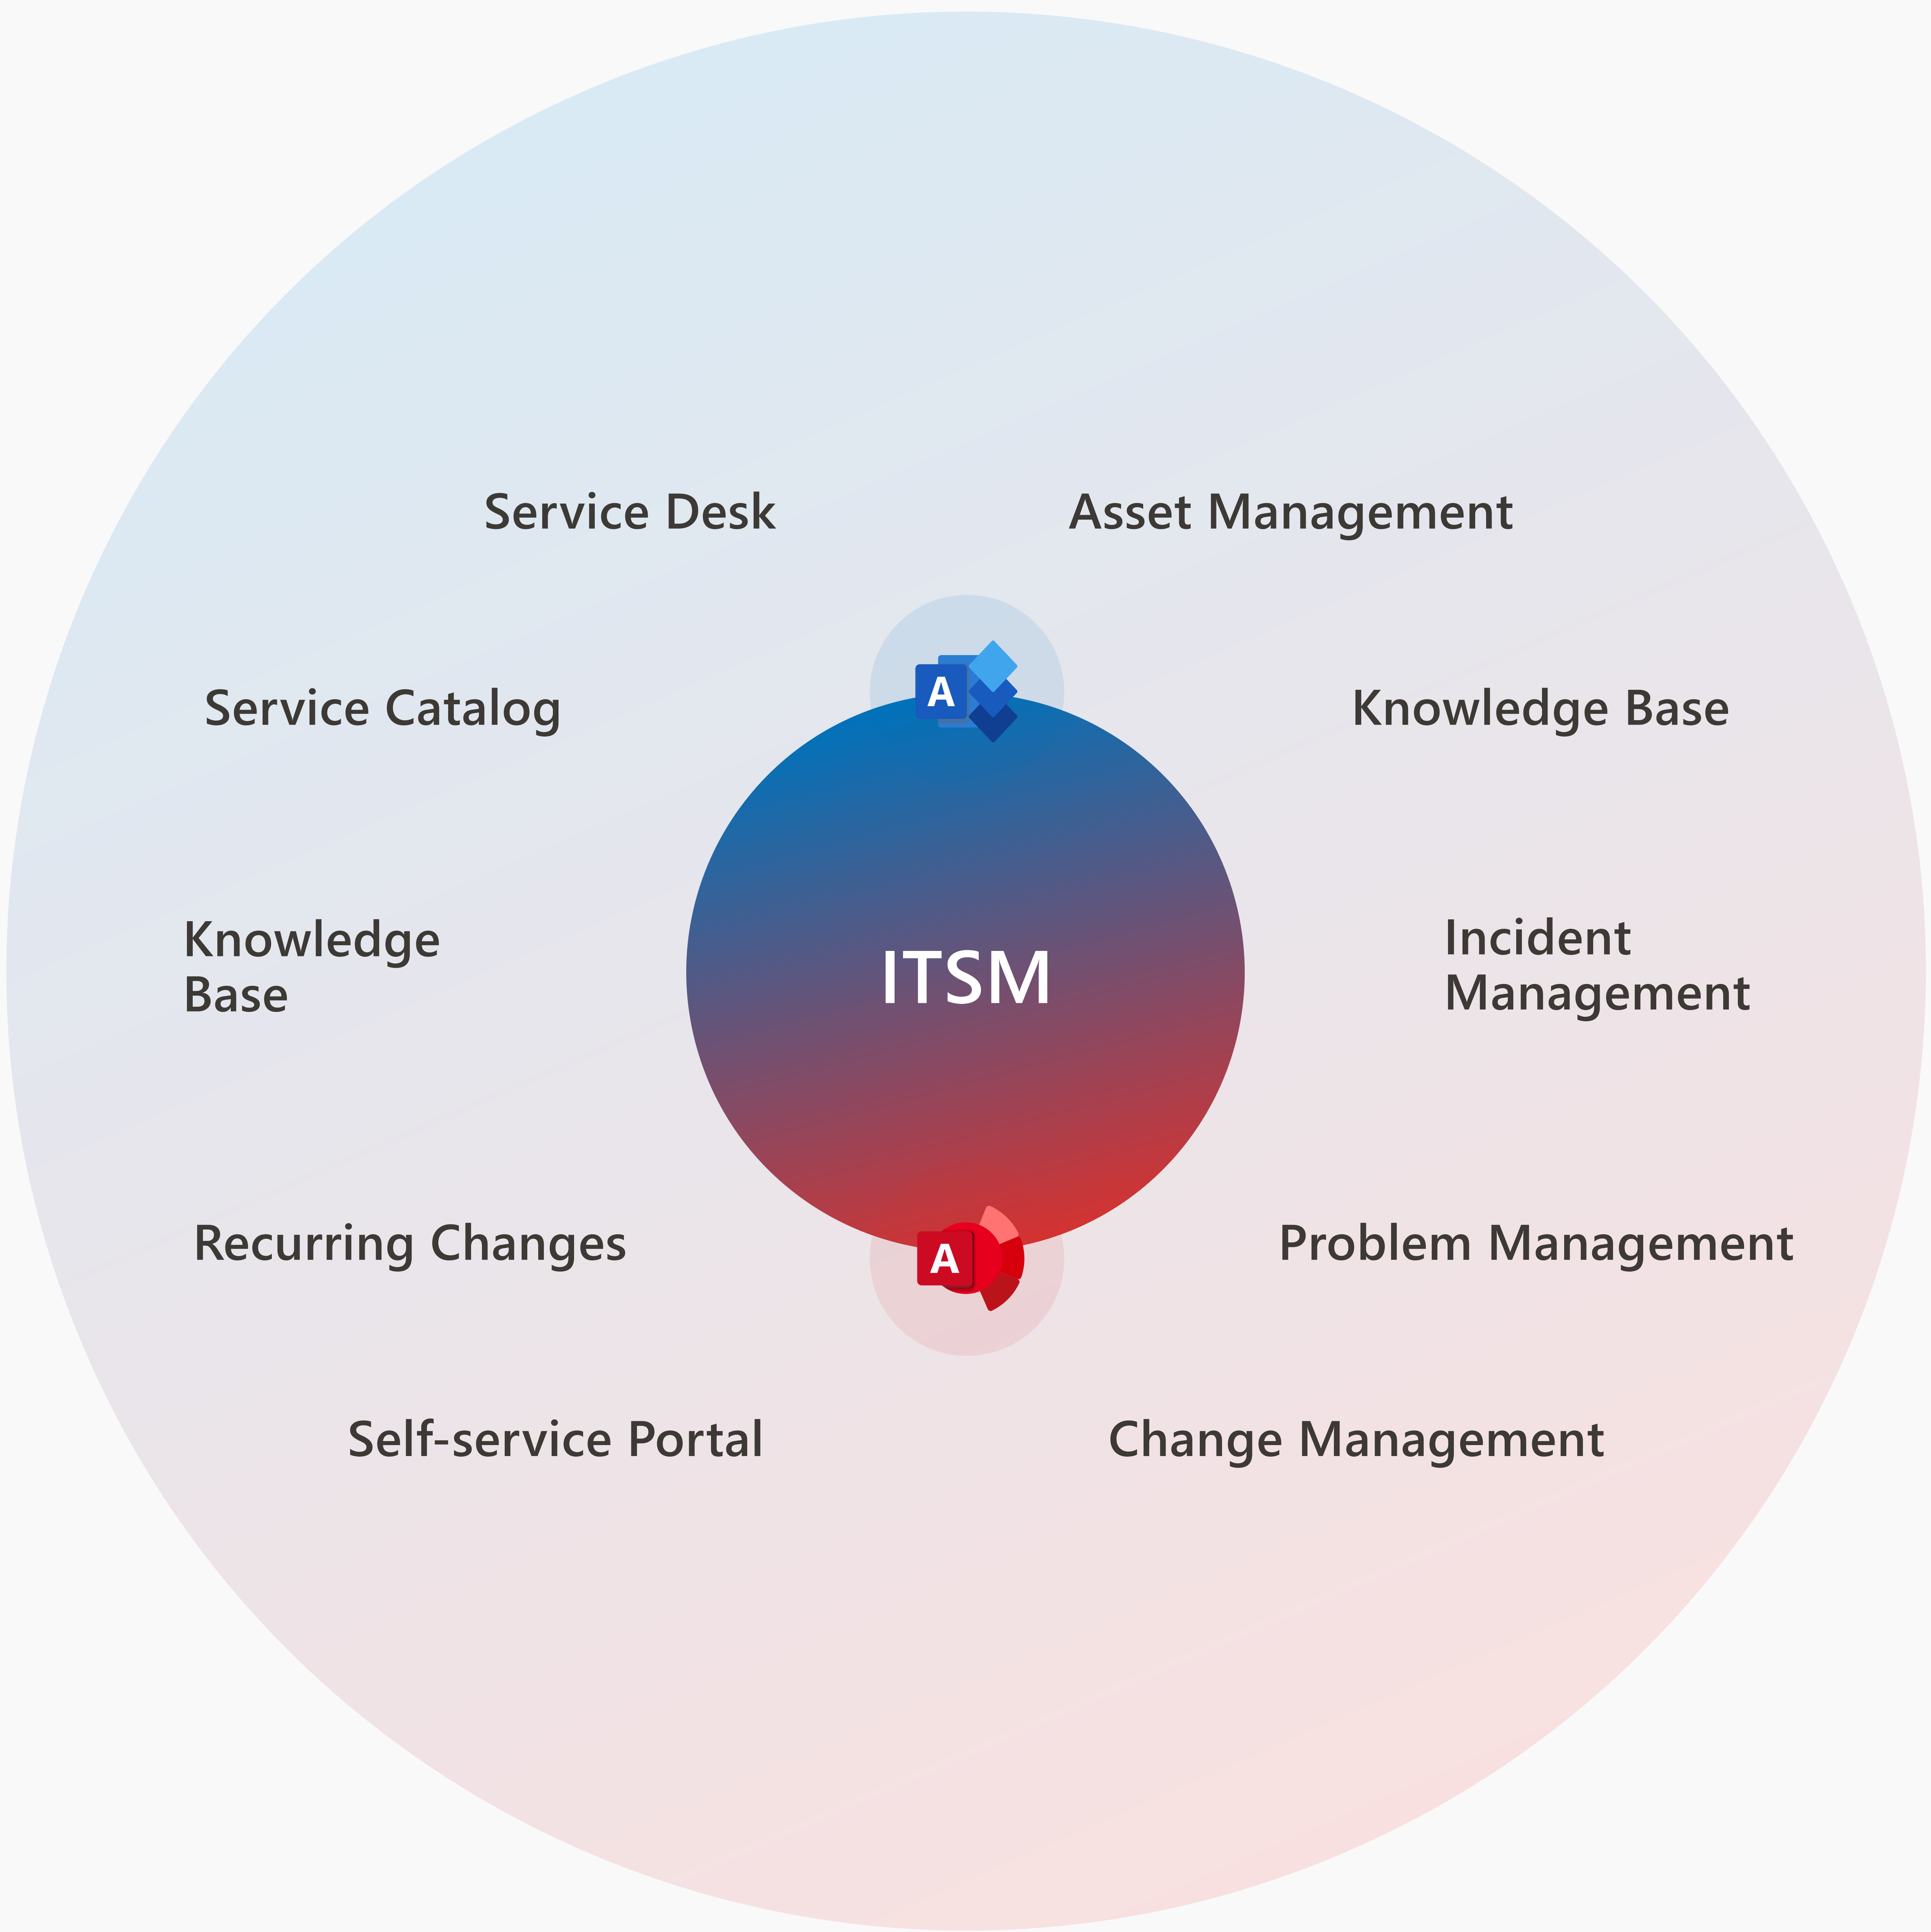 Service Desk
Asset Management
Service Catalog
Knowledge Base
A
Knowledge
Base
ITSM
Incident
Management
Recurring Changes
Problem Management
A
Self-service Portal
Change Management